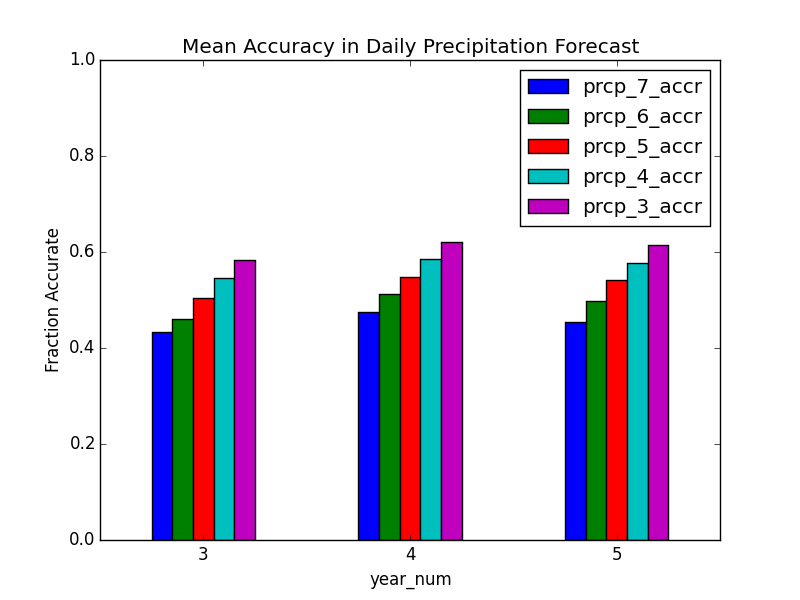 Mean Accuracy in Daily Precipitation Forecast
1.0
0.8
0.6
0.4
0.2
0.0
Fraction Accurate
prcp_7_accr
prcp_6_accr
prcp_5_accr
prcp_4_accr
prcp_3_accr
3 4 5
year_num